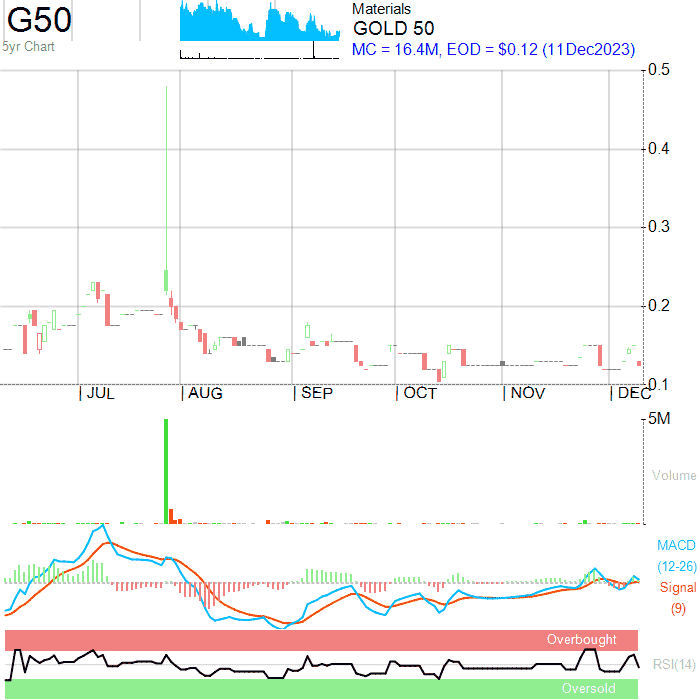 G50
5yr Chart
Materials
GOLD 50
MC = 16.4M, EOD = $0.12 (11Dec2023)
0.5
0.4
0.3
0.2
0.1
JUL AUG SEP OCT NOV DEC
5M
Volume
MACD
(12-26)
Signal
(9)
Overbought
RSI(14)
Oversold